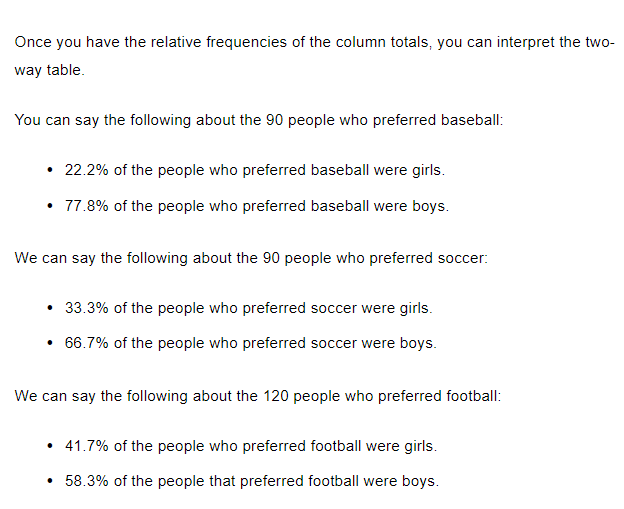 Once you have the relative frequencies of the column totals, you can interpret the two-
way table.
You can say the following about the 90 people who preferred baseball:
• 22.2% of the people who preferred baseball were girls.
• 77.8% of the people who preferred baseball were boys.
We can say the following about the 90 people who preferred soccer:
• 33.3% of the people who preferred soccer were girls.
• 66.7% of the people who preferred soccer were boys.
We can say the following about the 120 people who preferred football:
• 41.7% of the people who preferred football were girls.
• 58.3% of the people that preferred football were boys.